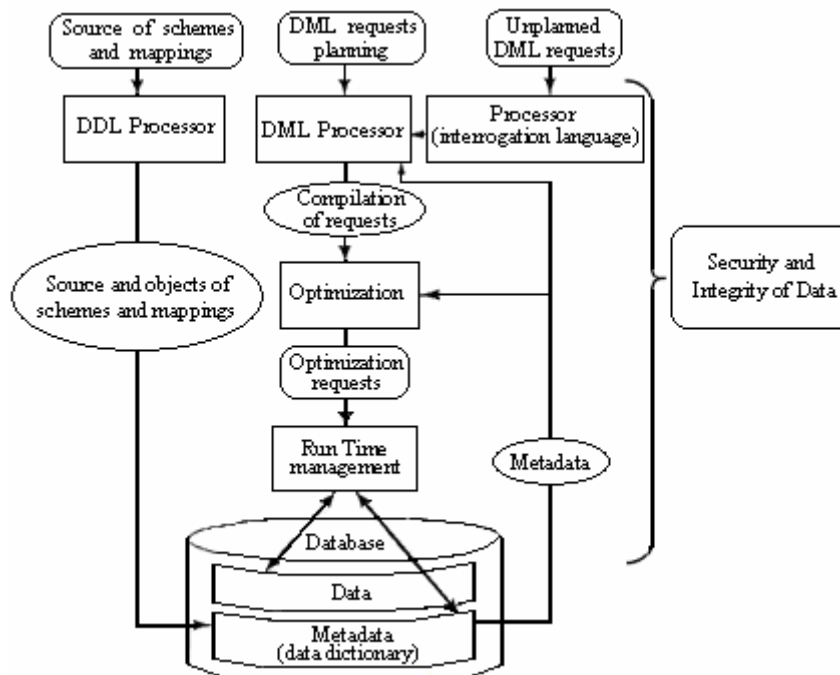 Source of schemes
and mappings
DML requests
planning
Unplanned
DML requests
DDL Processor
DML Processor
Processor
(interrogation language)
Compilation
of requests
Source and objects of
schemes and mappings
Optimization
Security and
Integrity of Data
Optimization
requests
Run Time
management
Metadata
Database
Data
Metadata
(data dictionary)